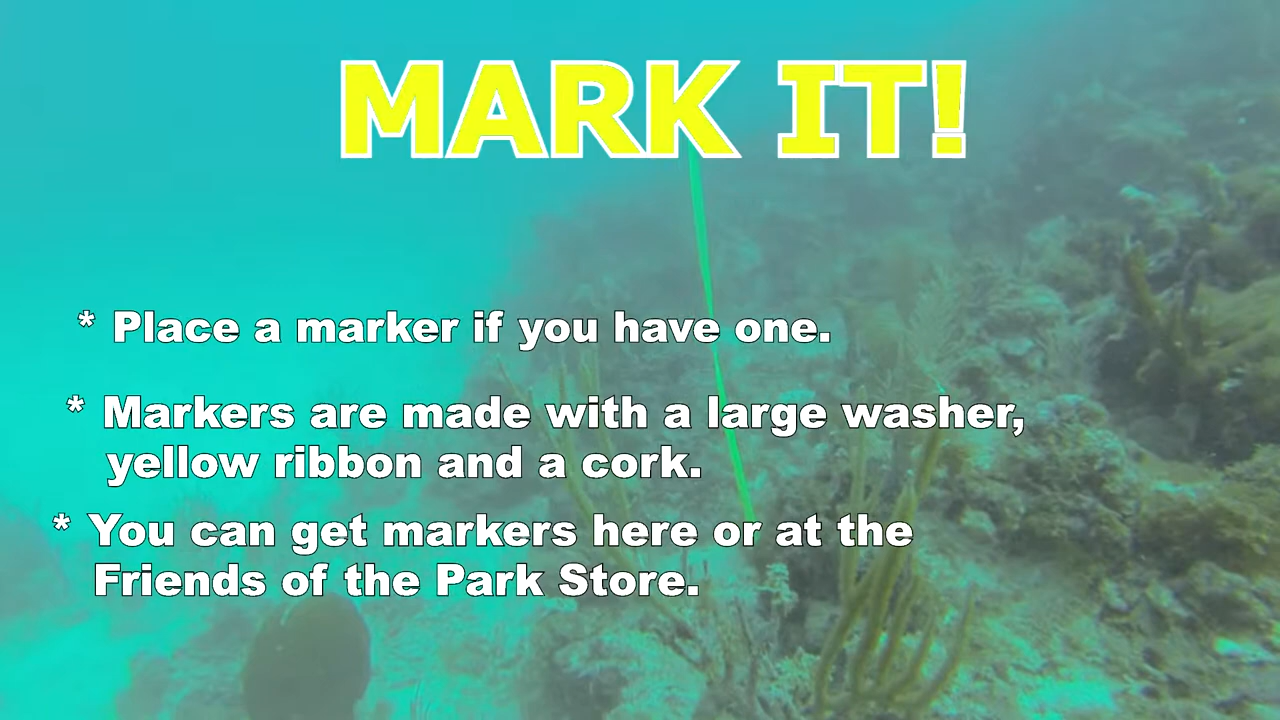 MARK IT!
* Place a marker if you have one.
* Markers are made with a large washer,
yellow ribbon and a cork.
* You can get markers here or at the
Friends of the Park Store.